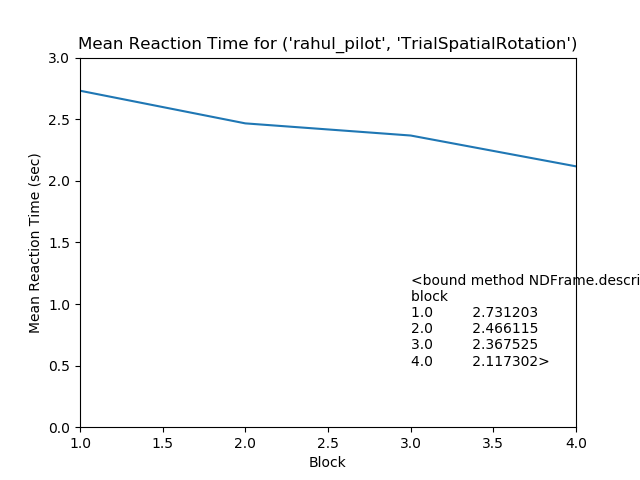 Mean Reaction Time for ('rahul_pilot', 'TrialSpatialRotation')
3.0
2.5
2.0
1.5
1.0
0.5
0.0
Mean Reaction Time (sec)
<bound method NDFrame.descri
block
1.0 2.731203
2.0 2.466115
3.0 2.367525
4.0 2.117302>
1.0 1.5 2.0 2.5 3.0 3.5 4.0
Block